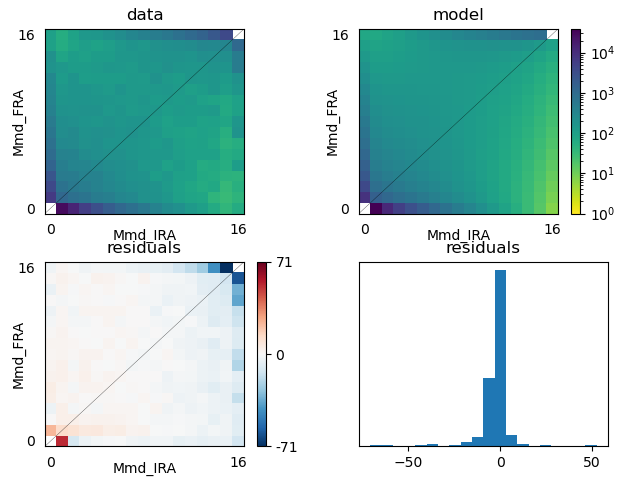 data
model
16
Mmd_FRA
0
0
16
Mmd_IRA
16
Mmd_FRA
0
0
16
Mmd_IRA
10^4
10^3
10^2
10^1
10^0
residuals
16
Mmd_FRA
0
0
16
Mmd_IRA
71
0
-71
residuals
−50
0
50